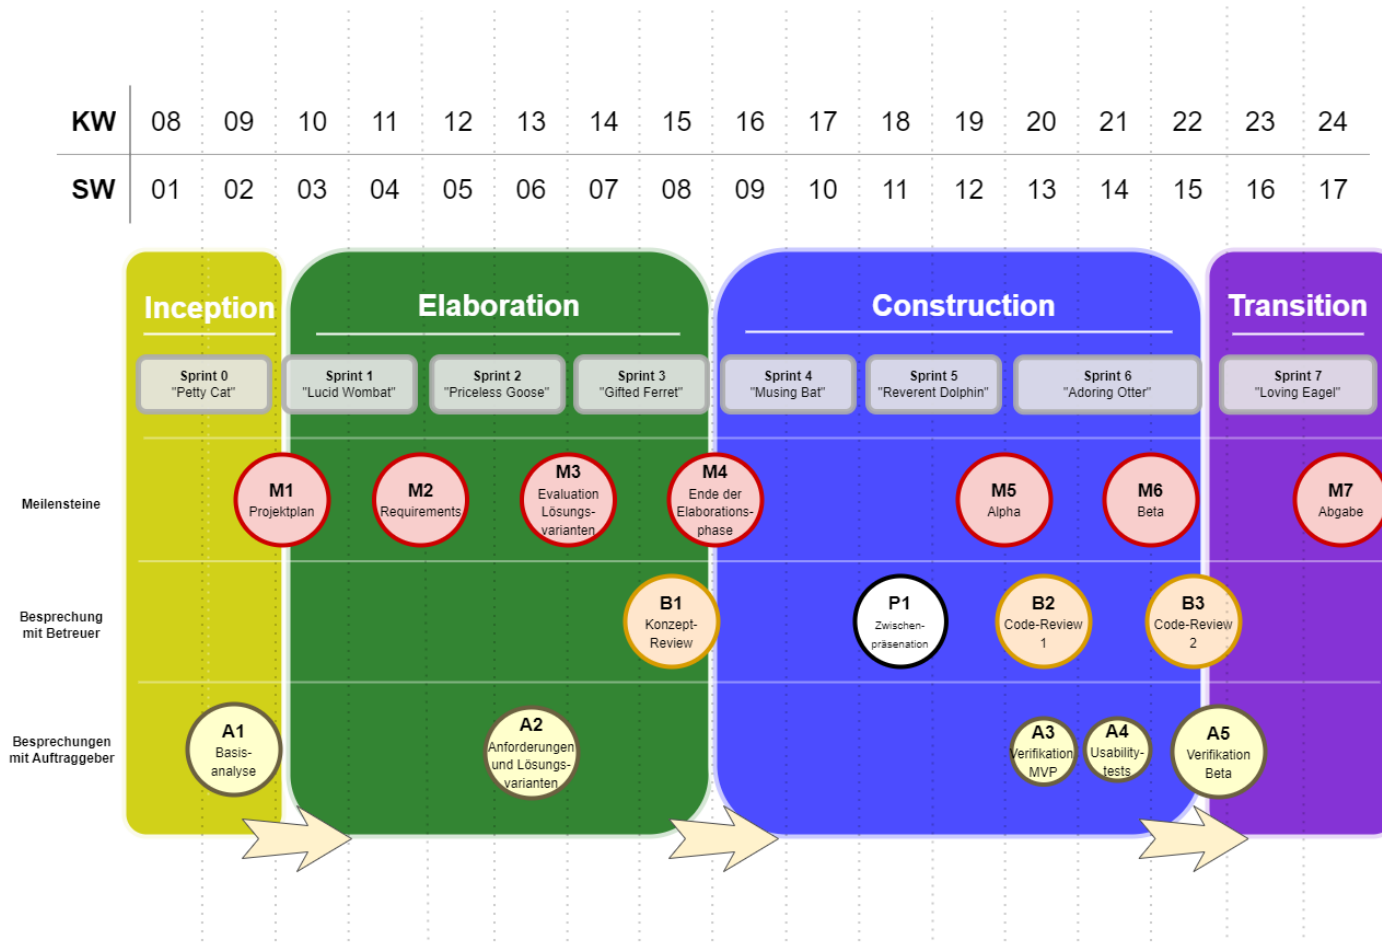 KW 08 09 10 11 12 13 14 15 16 17 18 19 20 21 22 23 24
SW 01 02 03 04 05 06 07 08 09 10 11 12 13 14 15 16 17
Inception
Elaboration
Construction
Transition
Sprint 0
"Petty Cat"
Sprint 1
"Lucid Wombat"
Sprint 2
"Priceless Goose"
Sprint 3
"Gifted Ferret"
Sprint 4
"Musing Bat"
Sprint 5
"Reverent Dolphin"
Sprint 6
"Adoring Otter"
Sprint 7
"Loving Eagel"
Meilensteine
M1
Projektplan
M2
Requirements
M3
Evaluation
Lösungs-
varianten
M4
Ende der
Elaborations-
phase
M5
Alpha
M6
Beta
M7
Abgabe
Besprechung
mit Betreuer
B1
Konzept-
Review
P1
Zwischen-
präsenation
B2
Code-Review
1
B3
Code-Review
2
Besprechungen
mit Auftraggeber
A1
Basis-
analyse
A2
Anforderungen
und Lösungs-
varianten
A3
Verifikation
MVP
A4
Usability-
tests
A5
Verifikation
Beta